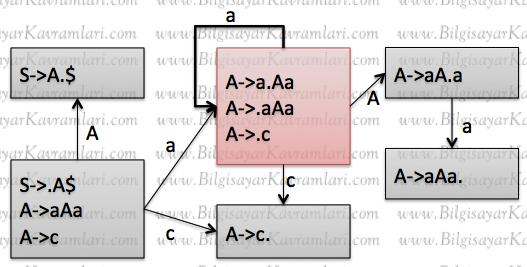 a
S->A.$
A->a.Aa
A->.aAa
A->.c
A->aA.a
A
A
a
a
S->.A$
A->aAa
A->c
c
c
A->c.
A->aAa.
www.BilgisayarKavramlari.com